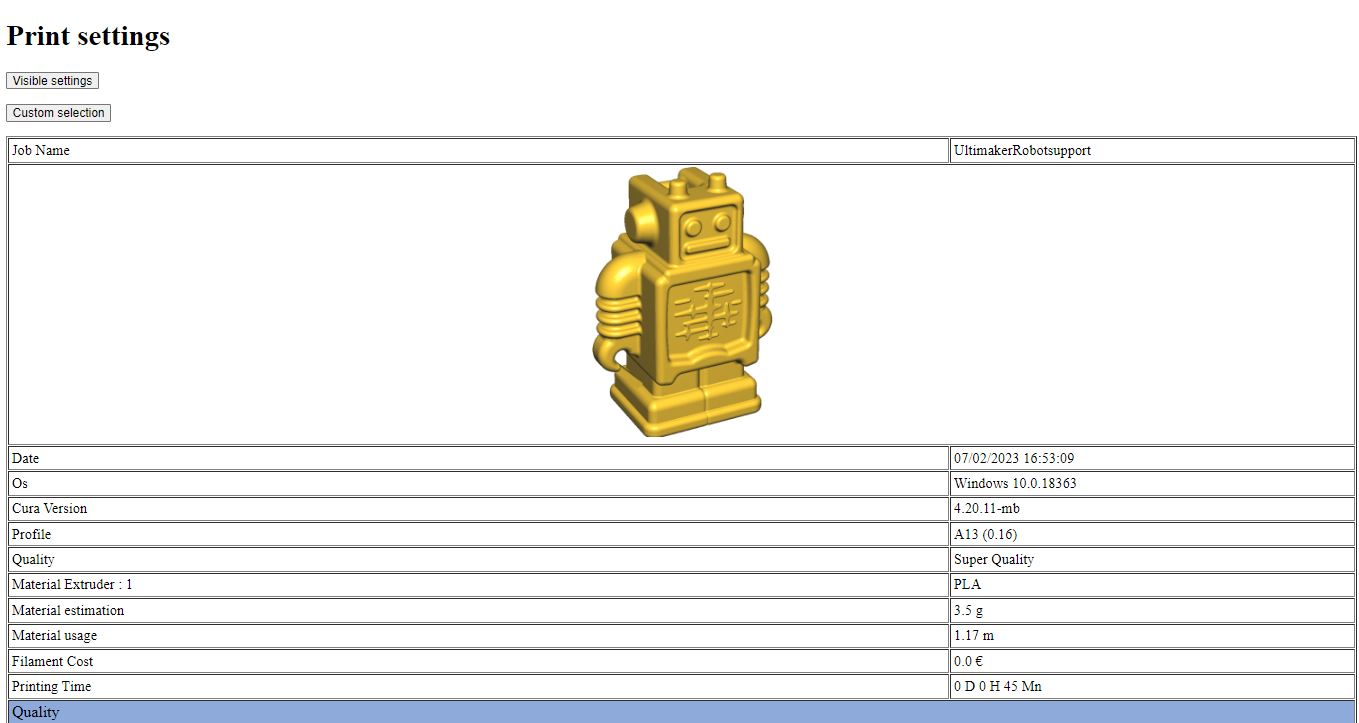 Print settings
Visible settings
Custom selection
Job Name UltimakerRobotsupport
Date 07/02/2023 16:53:09
Os Windows 10.0.18363
Cura Version 4.20.11-mb
Profile A13 (0.16)
Quality Super Quality
Material Extruder : 1 PLA
Material estimation 3.5 g
Material usage 1.17 m
Filament Cost 0.0 €
Printing Time 0 D 0 H 45 Mn
Quality